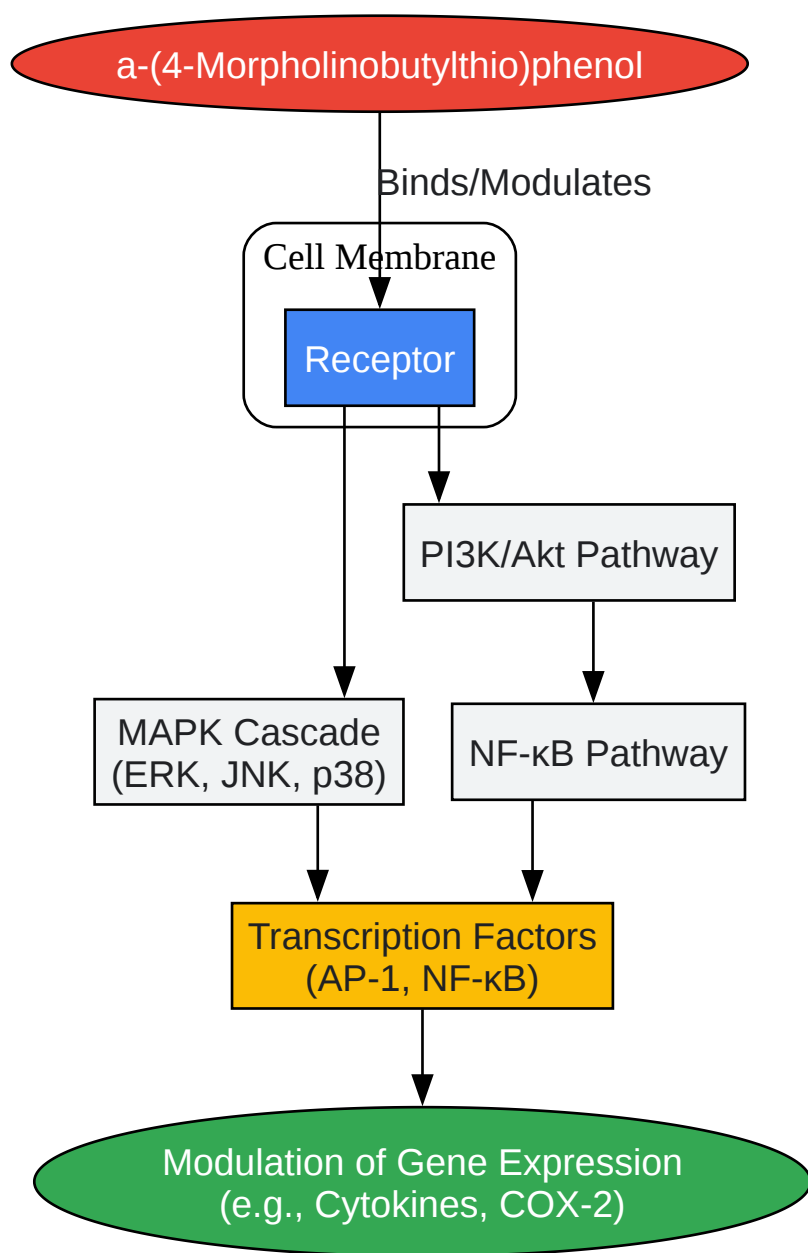 a-(4-Morpholinobutylthio)phenol
Binds/Modulates
Cell Membrane
Receptor
PI3K/Akt Pathway
MAPK Cascade
(ERK, JNK, p38)
NF-κB Pathway
Transcription Factors
(AP-1, NF-κB)
Modulation of Gene Expression
(e.g., Cytokines, COX-2)